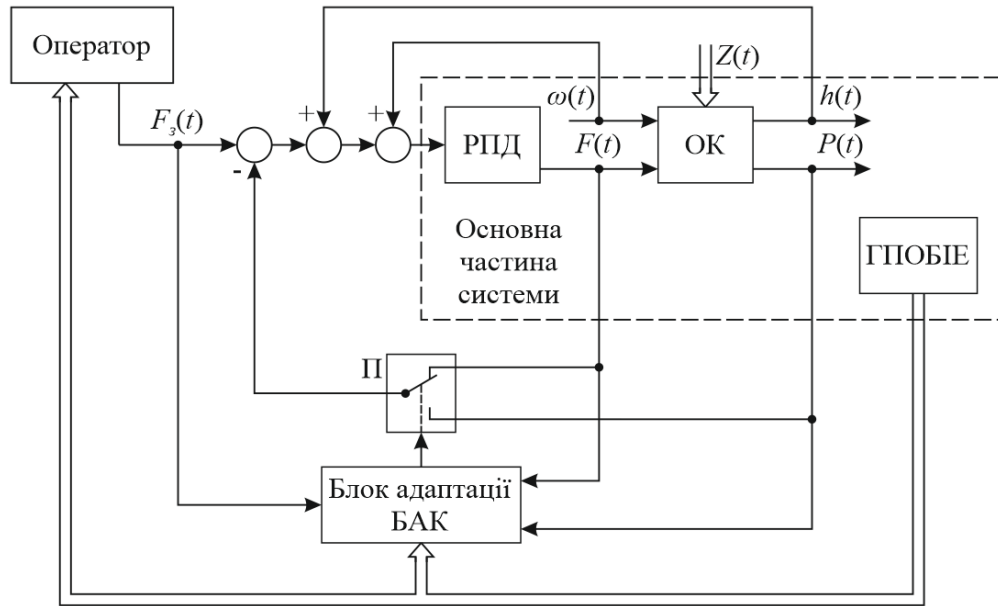 Оператор
Z(t)
Fз(t)
+
+
ω(t)
h(t)
РПД
F(t)
ОК
P(t)
-
Основна
частина
системи
ГПОБІЕ
П
Блок адаптації
БАК